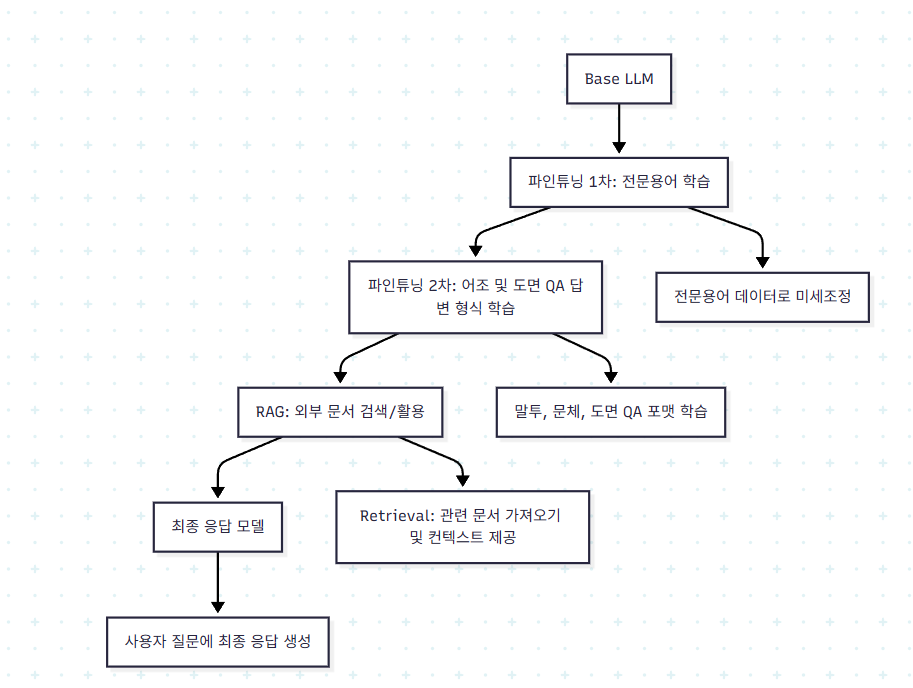 Base LLM
파인튜닝 1차: 전문용어 학습
파인튜닝 2차: 어조 및 도면 QA 답
변 형식 학습
전문용어 데이터로 미세조정
RAG: 외부 문서 검색/활용
말투, 문체, 도면 QA 포맷 학습
최종 응답 모델
Retrieval: 관련 문서 가져오기
및 컨텍스트 제공
사용자 질문에 최종 응답 생성